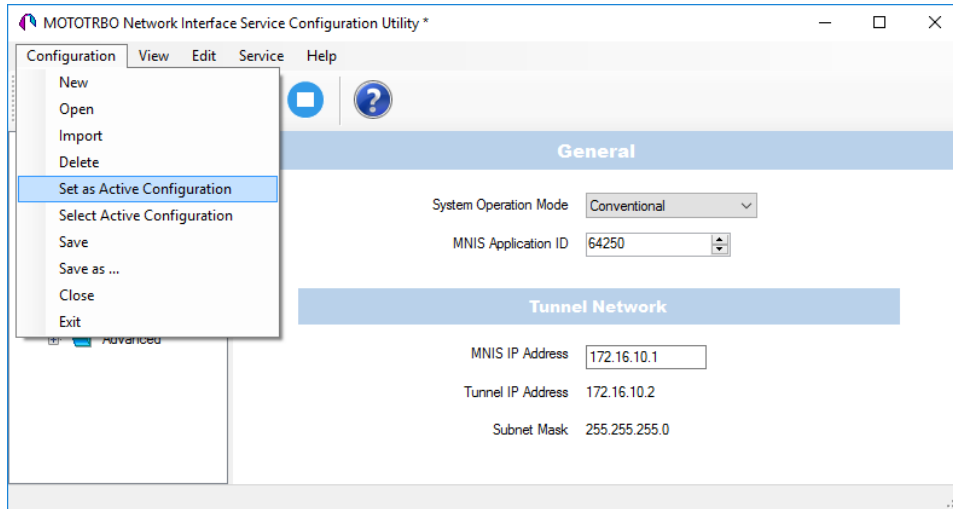 MOTOTRBO Network Interface Service Configuration Utility *
Configuration View Edit Service Help
New
Open
Import
Delete
Set as Active Configuration
Select Active Configuration
Save
Save as ...
Close
Exit
Advanced
General
System Operation Mode Conventional
MNIS Application ID 64250
Tunnel Network
MNIS IP Address 172.16.10.1
Tunnel IP Address 172.16.10.2
Subnet Mask 255.255.255.0